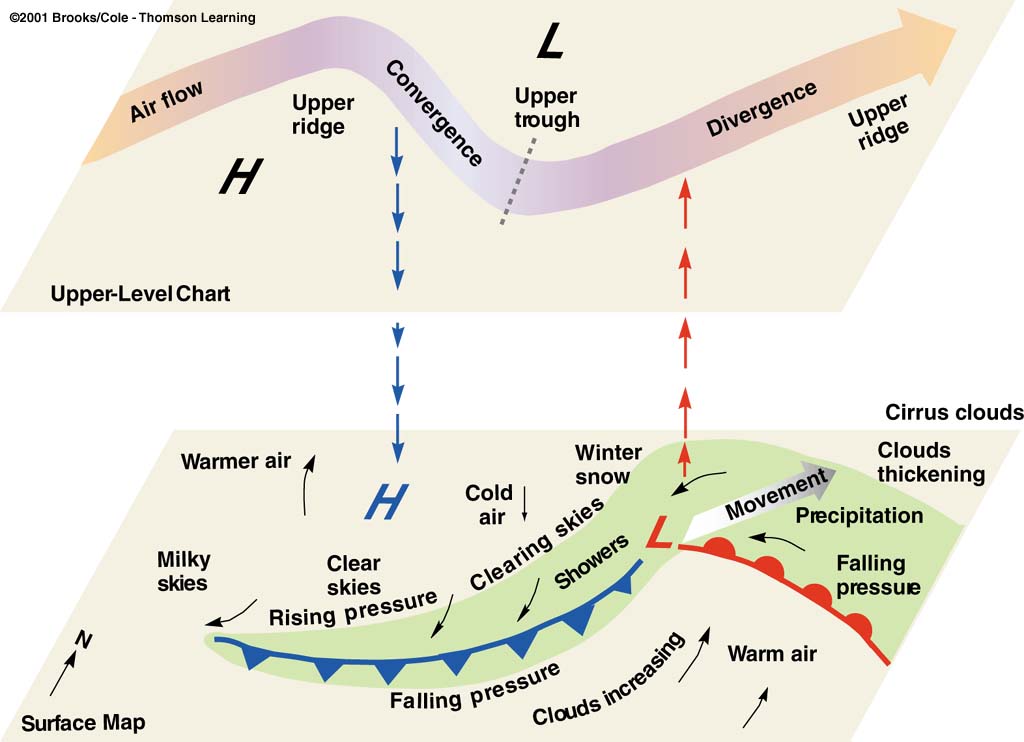 ©2001 Brooks/Cole - Thomson Learning
L
Air flow
Upper
ridge
Convergence
Upper
trough
Divergence
Upper
ridge
H
Upper-Level Chart
Cirrus clouds
Warmer air
H
Cold
air
Winter
snow
Clouds
thickening
Movement
Precipitation
Clearing skies
Showers
L
Milky
skies
Clear
skies
Falling
pressure
Rising pressure
N
Warm air
Falling pressure
Clouds increasing
Surface Map